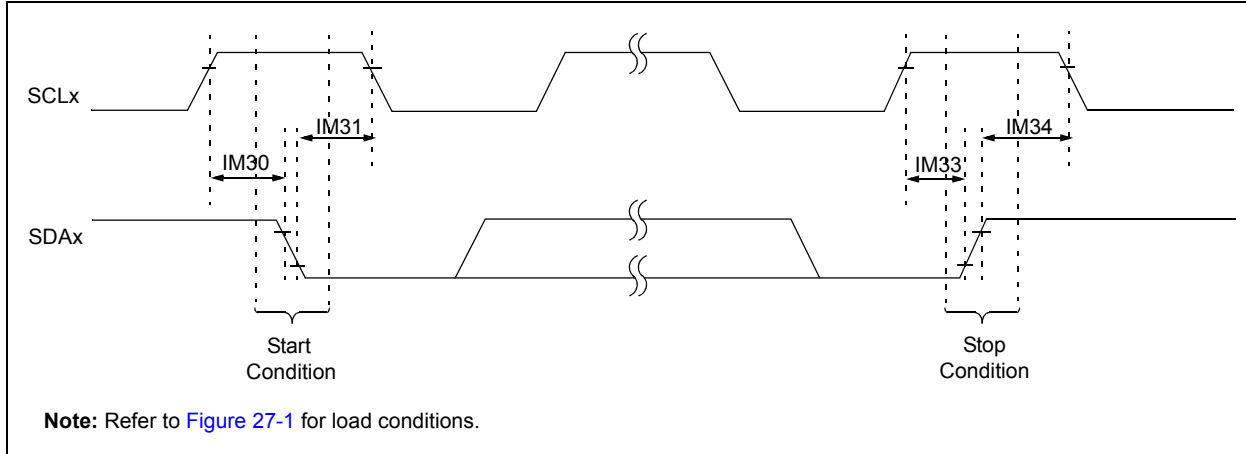 SCLx
IM31
IM34
IM30
IM33
SDAx
Start
Condition
Stop
Condition
Note: Refer to Figure 27-1 for load conditions.